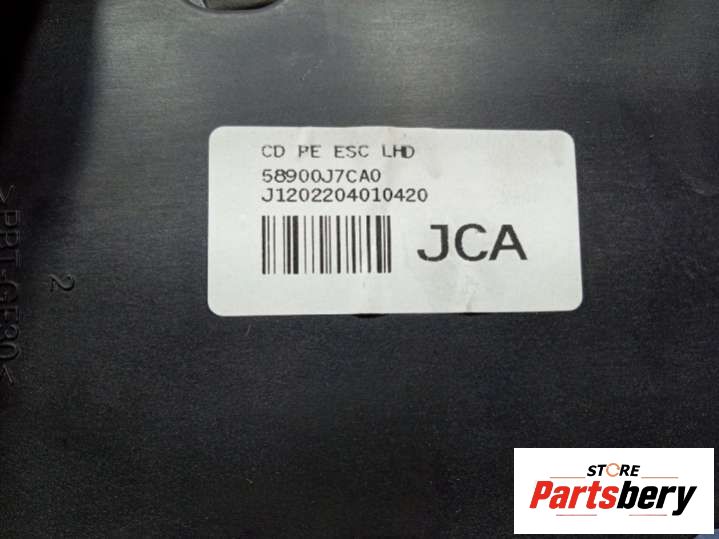 CD PE ESC LHD
58900J7CA0
J1202204010420
JCA
>PBT-GF30<
2
STORE
Partsbery